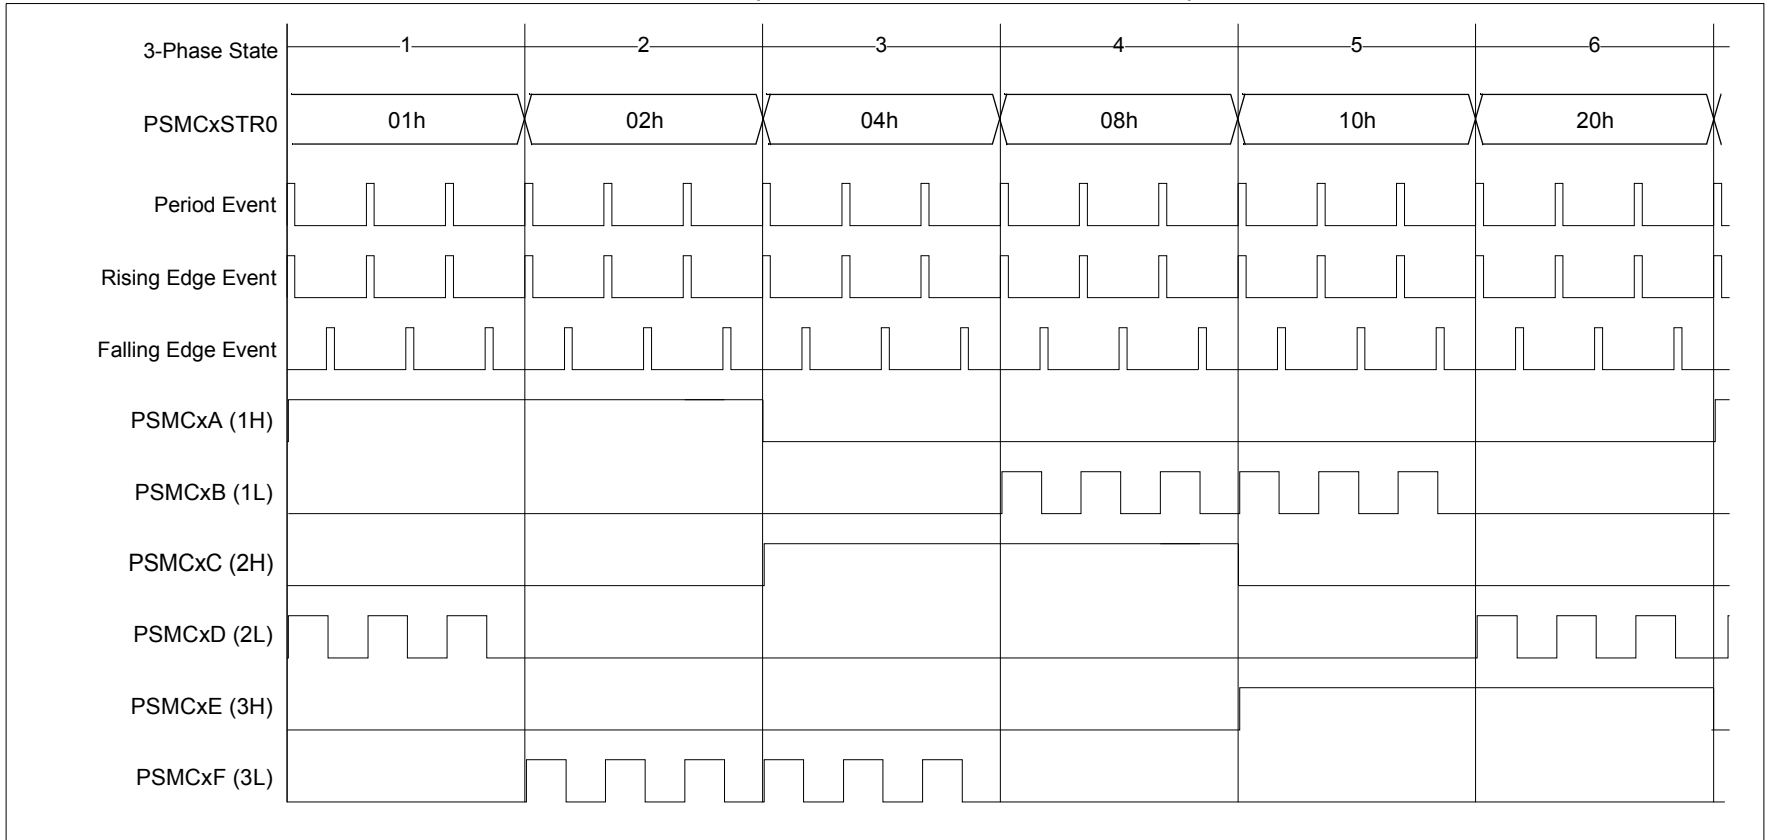 3-Phase State 1 2 3 4 5 6
PSMCxSTR0 01h 02h 04h 08h 10h 20h
Period Event
Rising Edge Event
Falling Edge Event
PSMCxA (1H)
PSMCxB (1L)
PSMCxC (2H)
PSMCxD (2L)
PSMCxE (3H)
PSMCxF (3L)